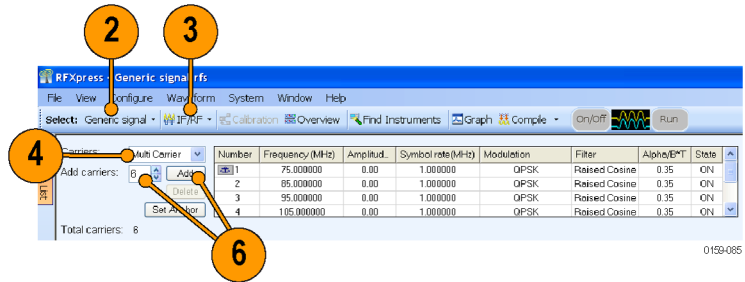 2
3
RFXpress - Generic signal.rfs
File View Configure Waveform System Window Help
Select: Generic signal IF/RF Calibration Overview Find Instruments Graph Compile On/Off Run
4
Carriers: Multi Carrier
Number Frequency (MHz) Amplitud... Symbol rate(MHz) Modulation Filter Alpha/B*T State
Add carriers: 6 Add
1 75.000000 0.00 1.000000 QPSK Raised Cosine 0.35 ON
List
Delete
2 85.000000 0.00 1.000000 QPSK Raised Cosine 0.35 ON
3 95.000000 0.00 1.000000 QPSK Raised Cosine 0.35 ON
Set Anchor
4 105.000000 0.00 1.000000 QPSK Raised Cosine 0.35 ON
Total carriers: 6
6
0159-085